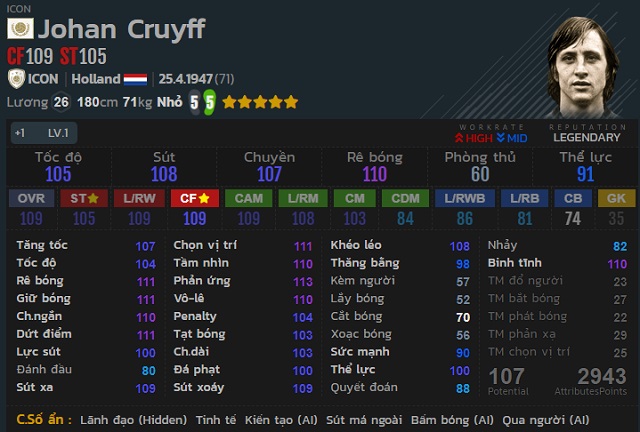 ICON
Johan Cruyff
CF109 ST105
ICON Holland 25.4.1947(71)
Lương 26 180cm 71kg Nhỏ 5 5
+1 LV.1
WORKRATE REPUTATION
HIGH MID LEGENDARY
Tốc độ Sút Chuyền Rê bóng Phòng thủ Thể lực
105 108 107 110 60 91
OVR ST L/RW CF CAM L/RM CM CDM L/RWB L/RB CB GK
109 105 109 109 109 108 103 84 86 81 74 35
Tăng tốc 107 Chọn vị trí 111 Khéo léo 108 Nhảy 82
Tốc độ 104 Tầm nhìn 110 Thăng bằng 98 Bình tĩnh 110
Rê bóng 111 Phản ứng 113 Kèm người 57 TM đổ người 23
Giữ bóng 111 Vô-lê 110 Lấy bóng 52 TM bắt bóng 27
Ch.ngắn 110 Penalty 104 Cắt bóng 70 TM phát bóng 22
Dứt điểm 111 Tạt bóng 103 Xoạc bóng 56 TM phản xạ 29
Lực sút 100 Ch.dài 103 Sức mạnh 90 TM chọn vị trí 25
Đánh đầu 80 Đá phạt 100 Thể lực 100 107 2943
Sút xa 109 Sút xoáy 109 Quyết đoán 88 Potential AttributesPoints
C.Số ẩn : Lãnh đạo (Hidden) Tinh tế Kiến tạo (AI) Sút má ngoài Bấm bóng (AI) Qua người (AI)